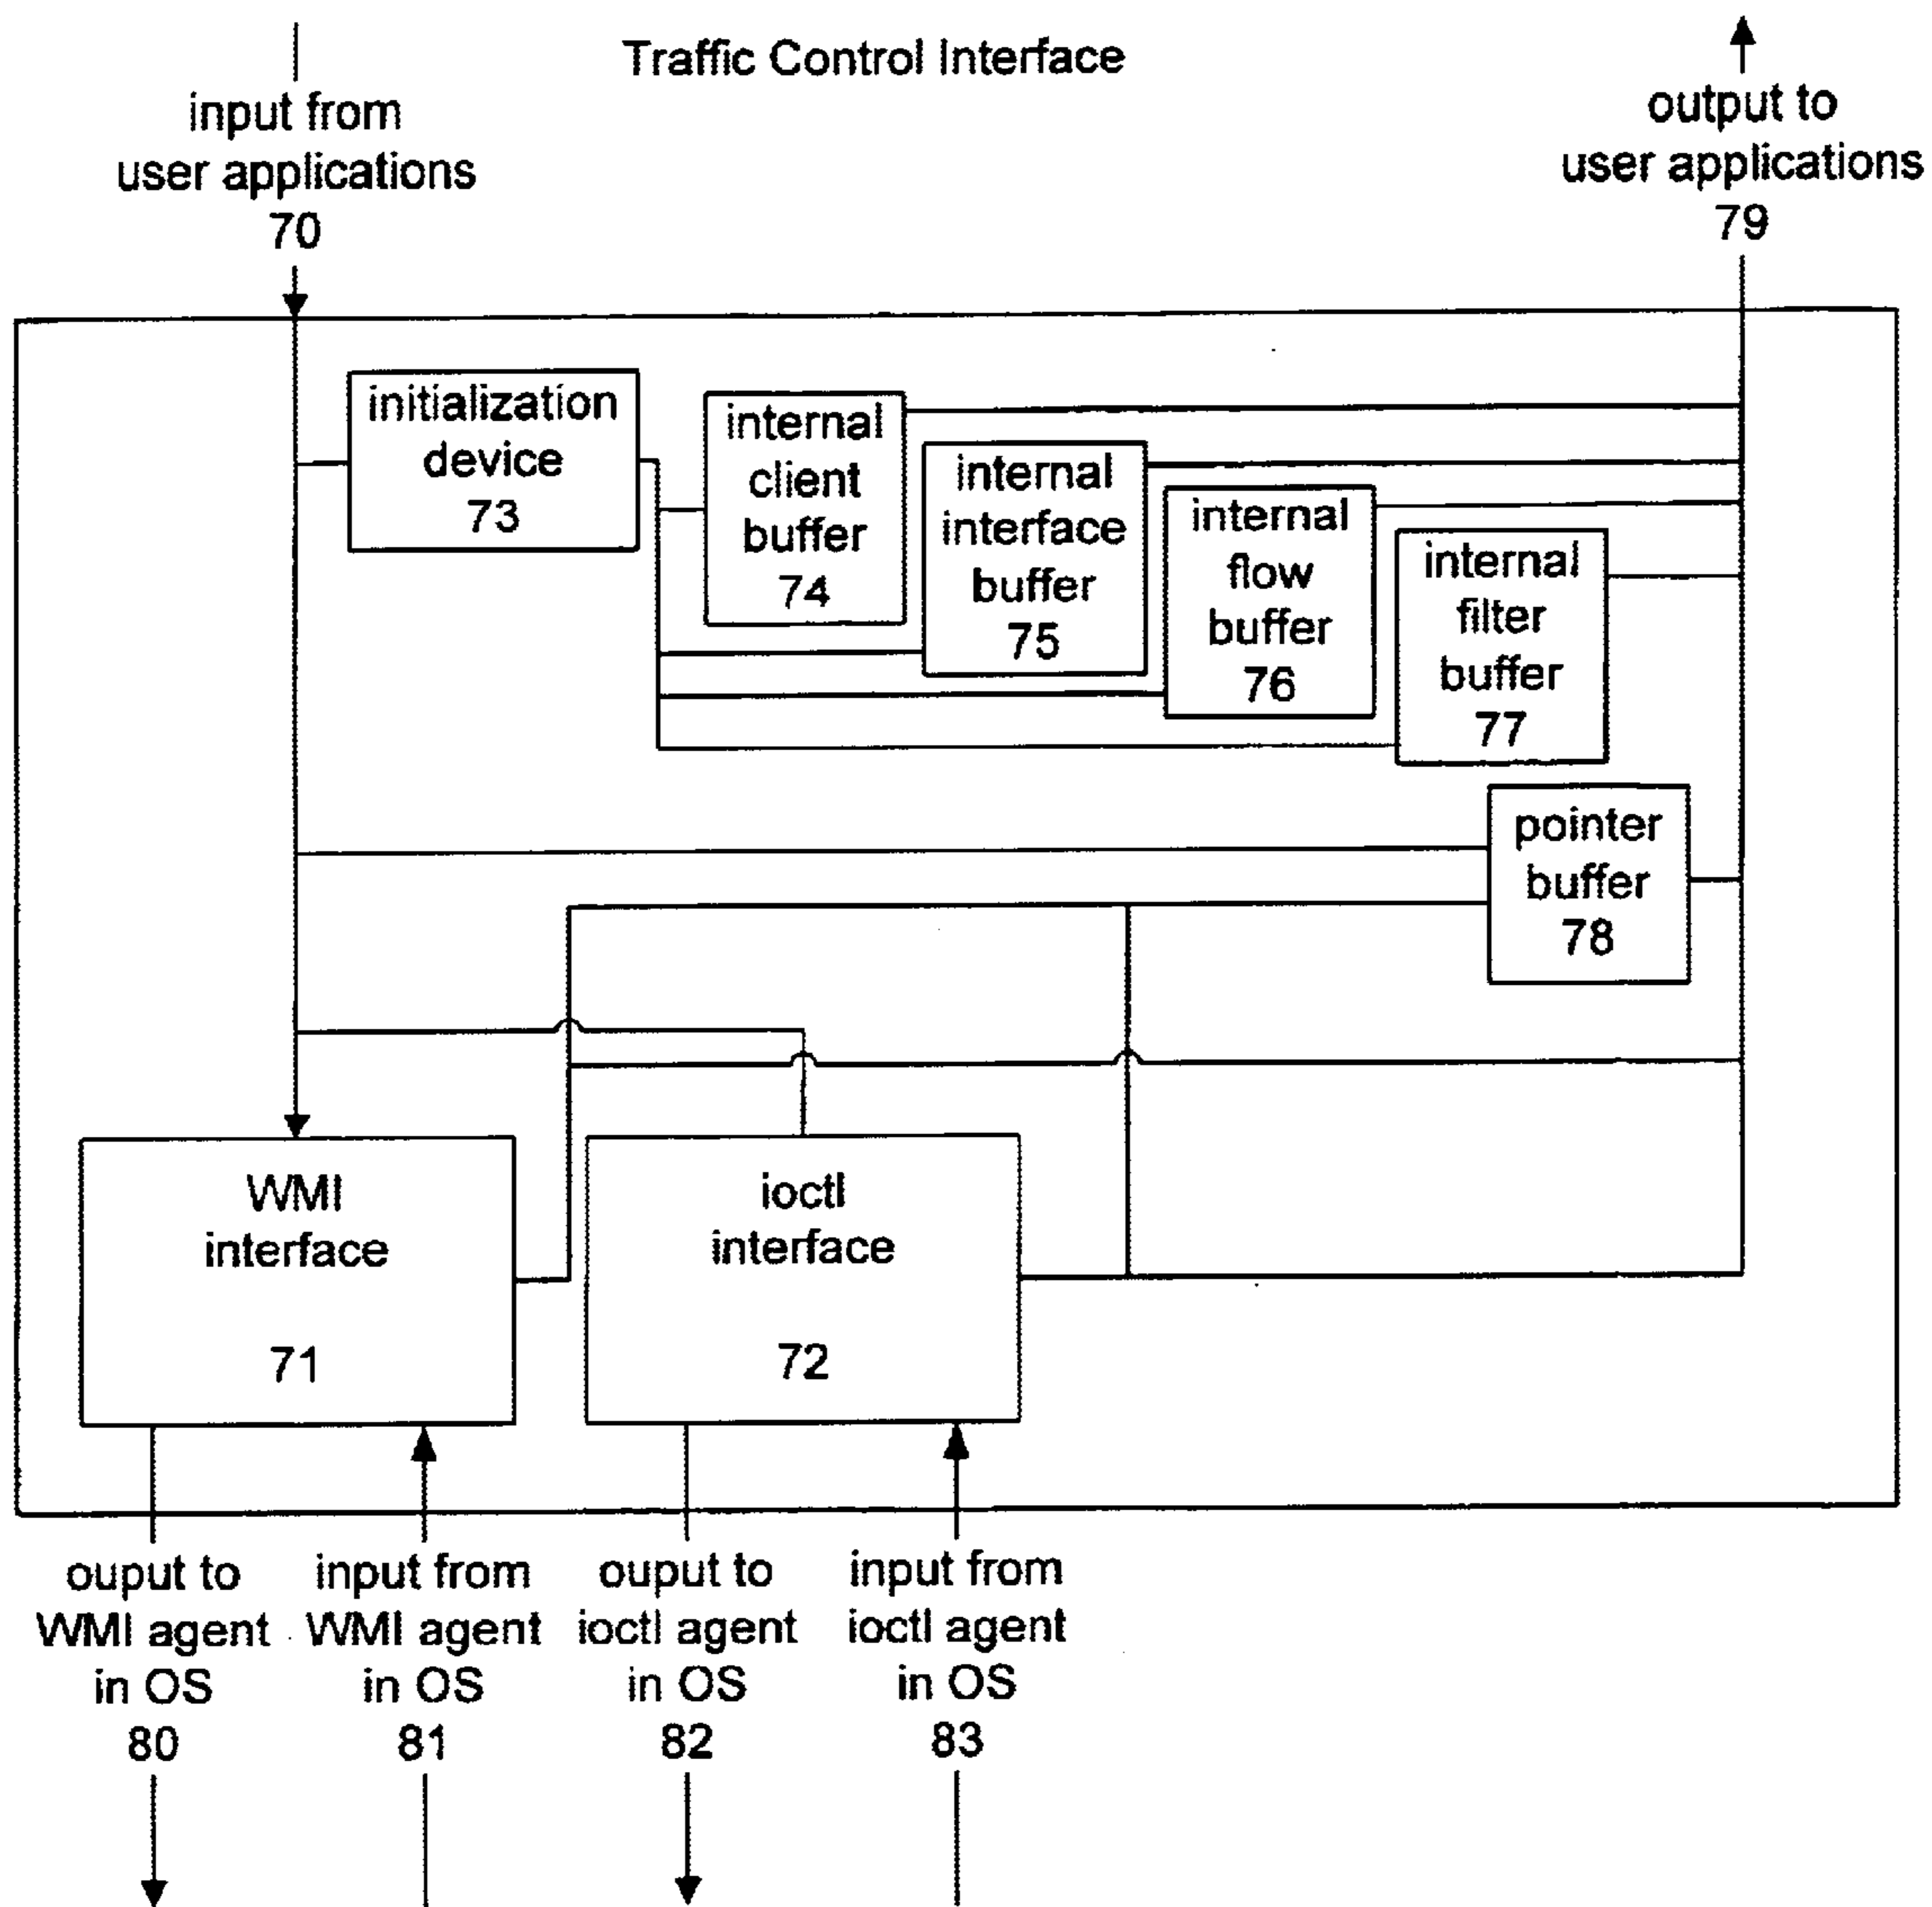 Traffic Control Interface
input from
user applications
70
output to
user applications
79
initialization
device
73
internal
client
buffer
74
internal
interface
buffer
75
internal
flow
buffer
76
internal
filter
buffer
77
pointer
buffer
78
WMI
interface
71
ioctl
interface
72
ouput to
WMI agent
in OS
80
input from
WMI agent
in OS
81
ouput to
ioctl agent
in OS
82
input from
ioctl agent
in OS
83